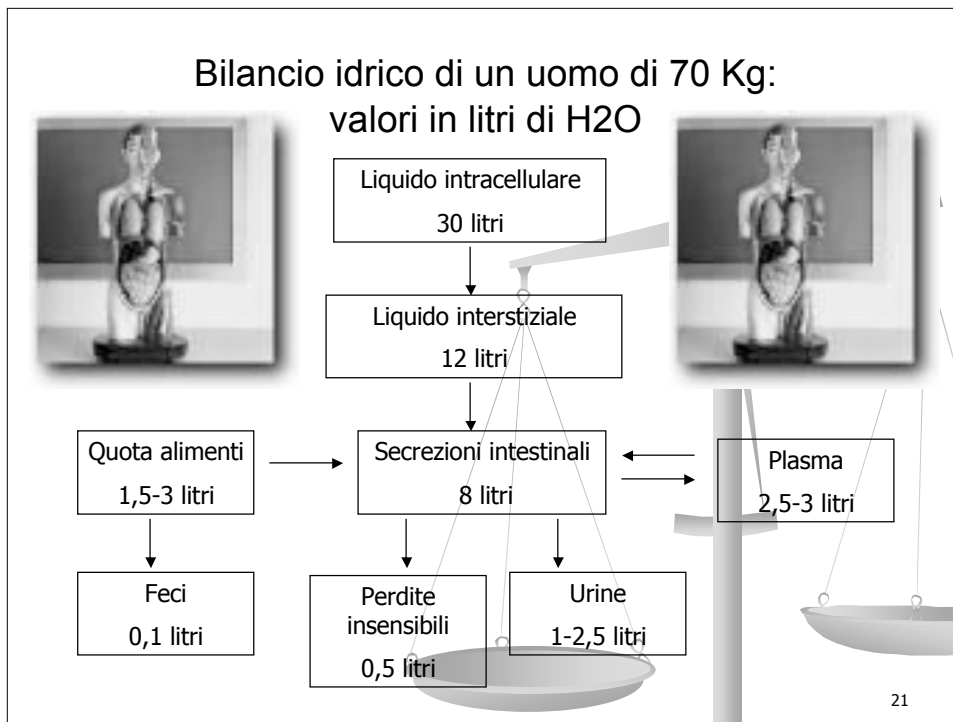 Bilancio idrico di un uomo di 70 Kg:
valori in litri di H2O
Liquido intracellulare
30 litri
Liquido interstiziale
12 litri
Quota alimenti
1,5-3 litri
Secrezioni intestinali
8 litri
Plasma
2,5-3 litri
Feci
0,1 litri
Perdite
insensibili
0,5 litri
Urine
1-2,5 litri
21